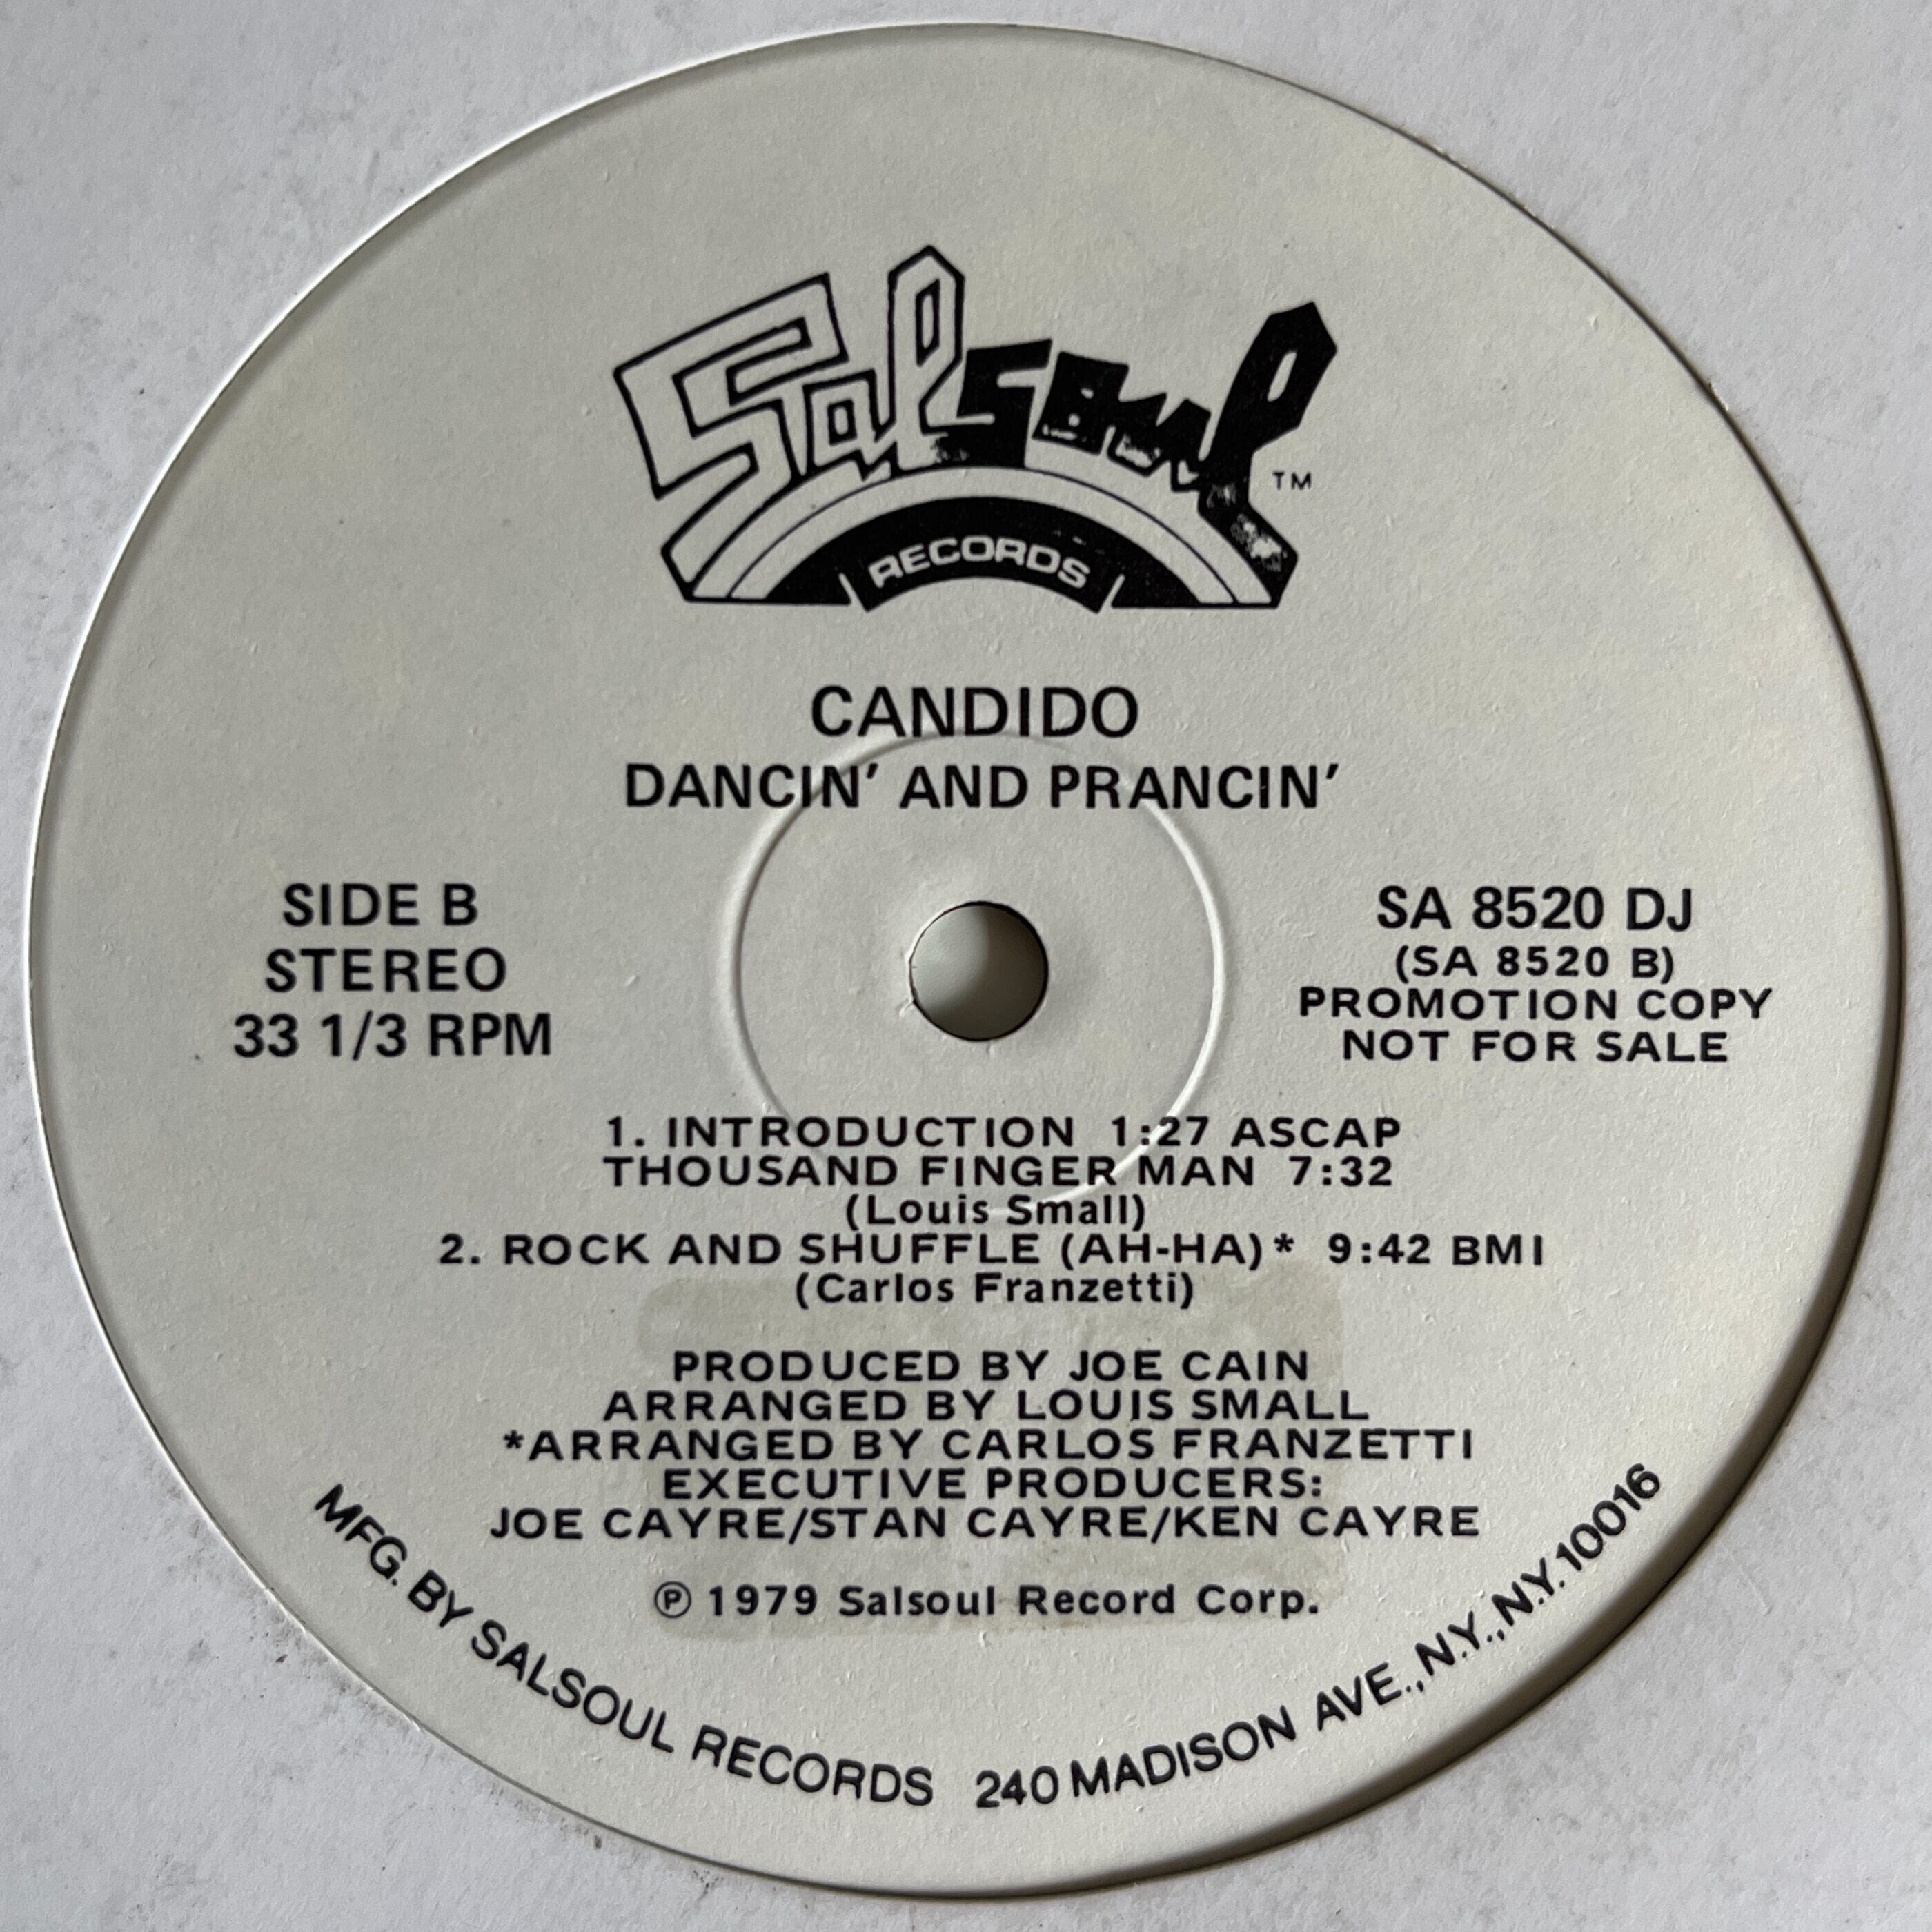 Salsoul
TM
RECORDS
CANDIDO
DANCIN' AND PRANCIN'
SIDE B
STEREO
33 1/3 RPM
SA 8520 DJ
(SA 8520 B)
PROMOTION COPY
NOT FOR SALE
1. INTRODUCTION 1:27 ASCAP
THOUSAND FINGER MAN 7:32
(Louis Small)
2. ROCK AND SHUFFLE (AH-HA)* 9:42 BMI
(Carlos Franzetti)
PRODUCED BY JOE CAIN
ARRANGED BY LOUIS SMALL
*ARRANGED BY CARLOS FRANZETTI
EXECUTIVE PRODUCERS:
JOE CAYRE/STAN CAYRE/KEN CAYRE
℗ 1979 Salsoul Record Corp.
MFG. BY SALSOUL RECORDS 240 MADISON AVE.,N.Y.,N.Y. 10016